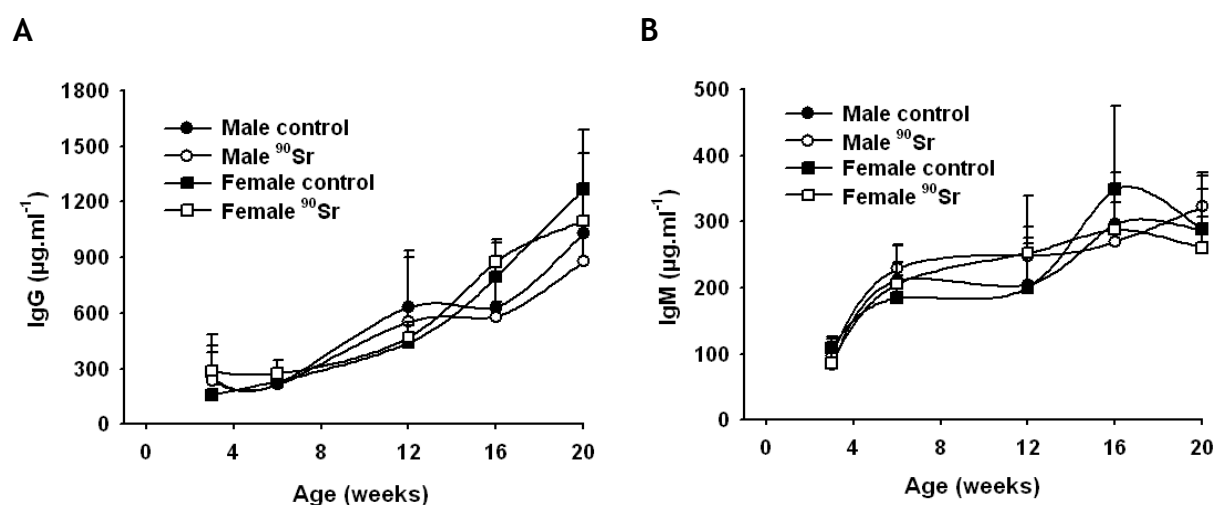 A
IgG (µg.ml⁻¹)
1800
1500
1200
900
600
300
0
Male control
Male ⁹⁰Sr
Female control
Female ⁹⁰Sr
0 4 8 12 16 20
Age (weeks)
B
IgM (µg.ml⁻¹)
500
400
300
200
100
0
Male control
Male ⁹⁰Sr
Female control
Female ⁹⁰Sr
0 4 8 12 16 20
Age (weeks)